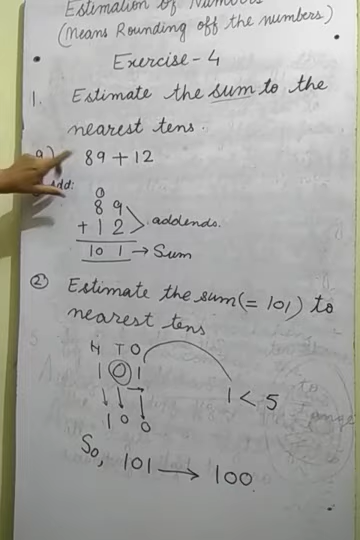 Estimation of Numbers
(Means Rounding off the numbers)
Exercise-4
1. Estimate the sum to the
nearest tens.
a) 89 + 12
Add:
1
8 9
+ 1 2
addends.
10 1 → Sum
② Estimate the sum (= 101) to
nearest tens
H T O
1 0 1
1 < 5
1 0 0
So, 101 → 100